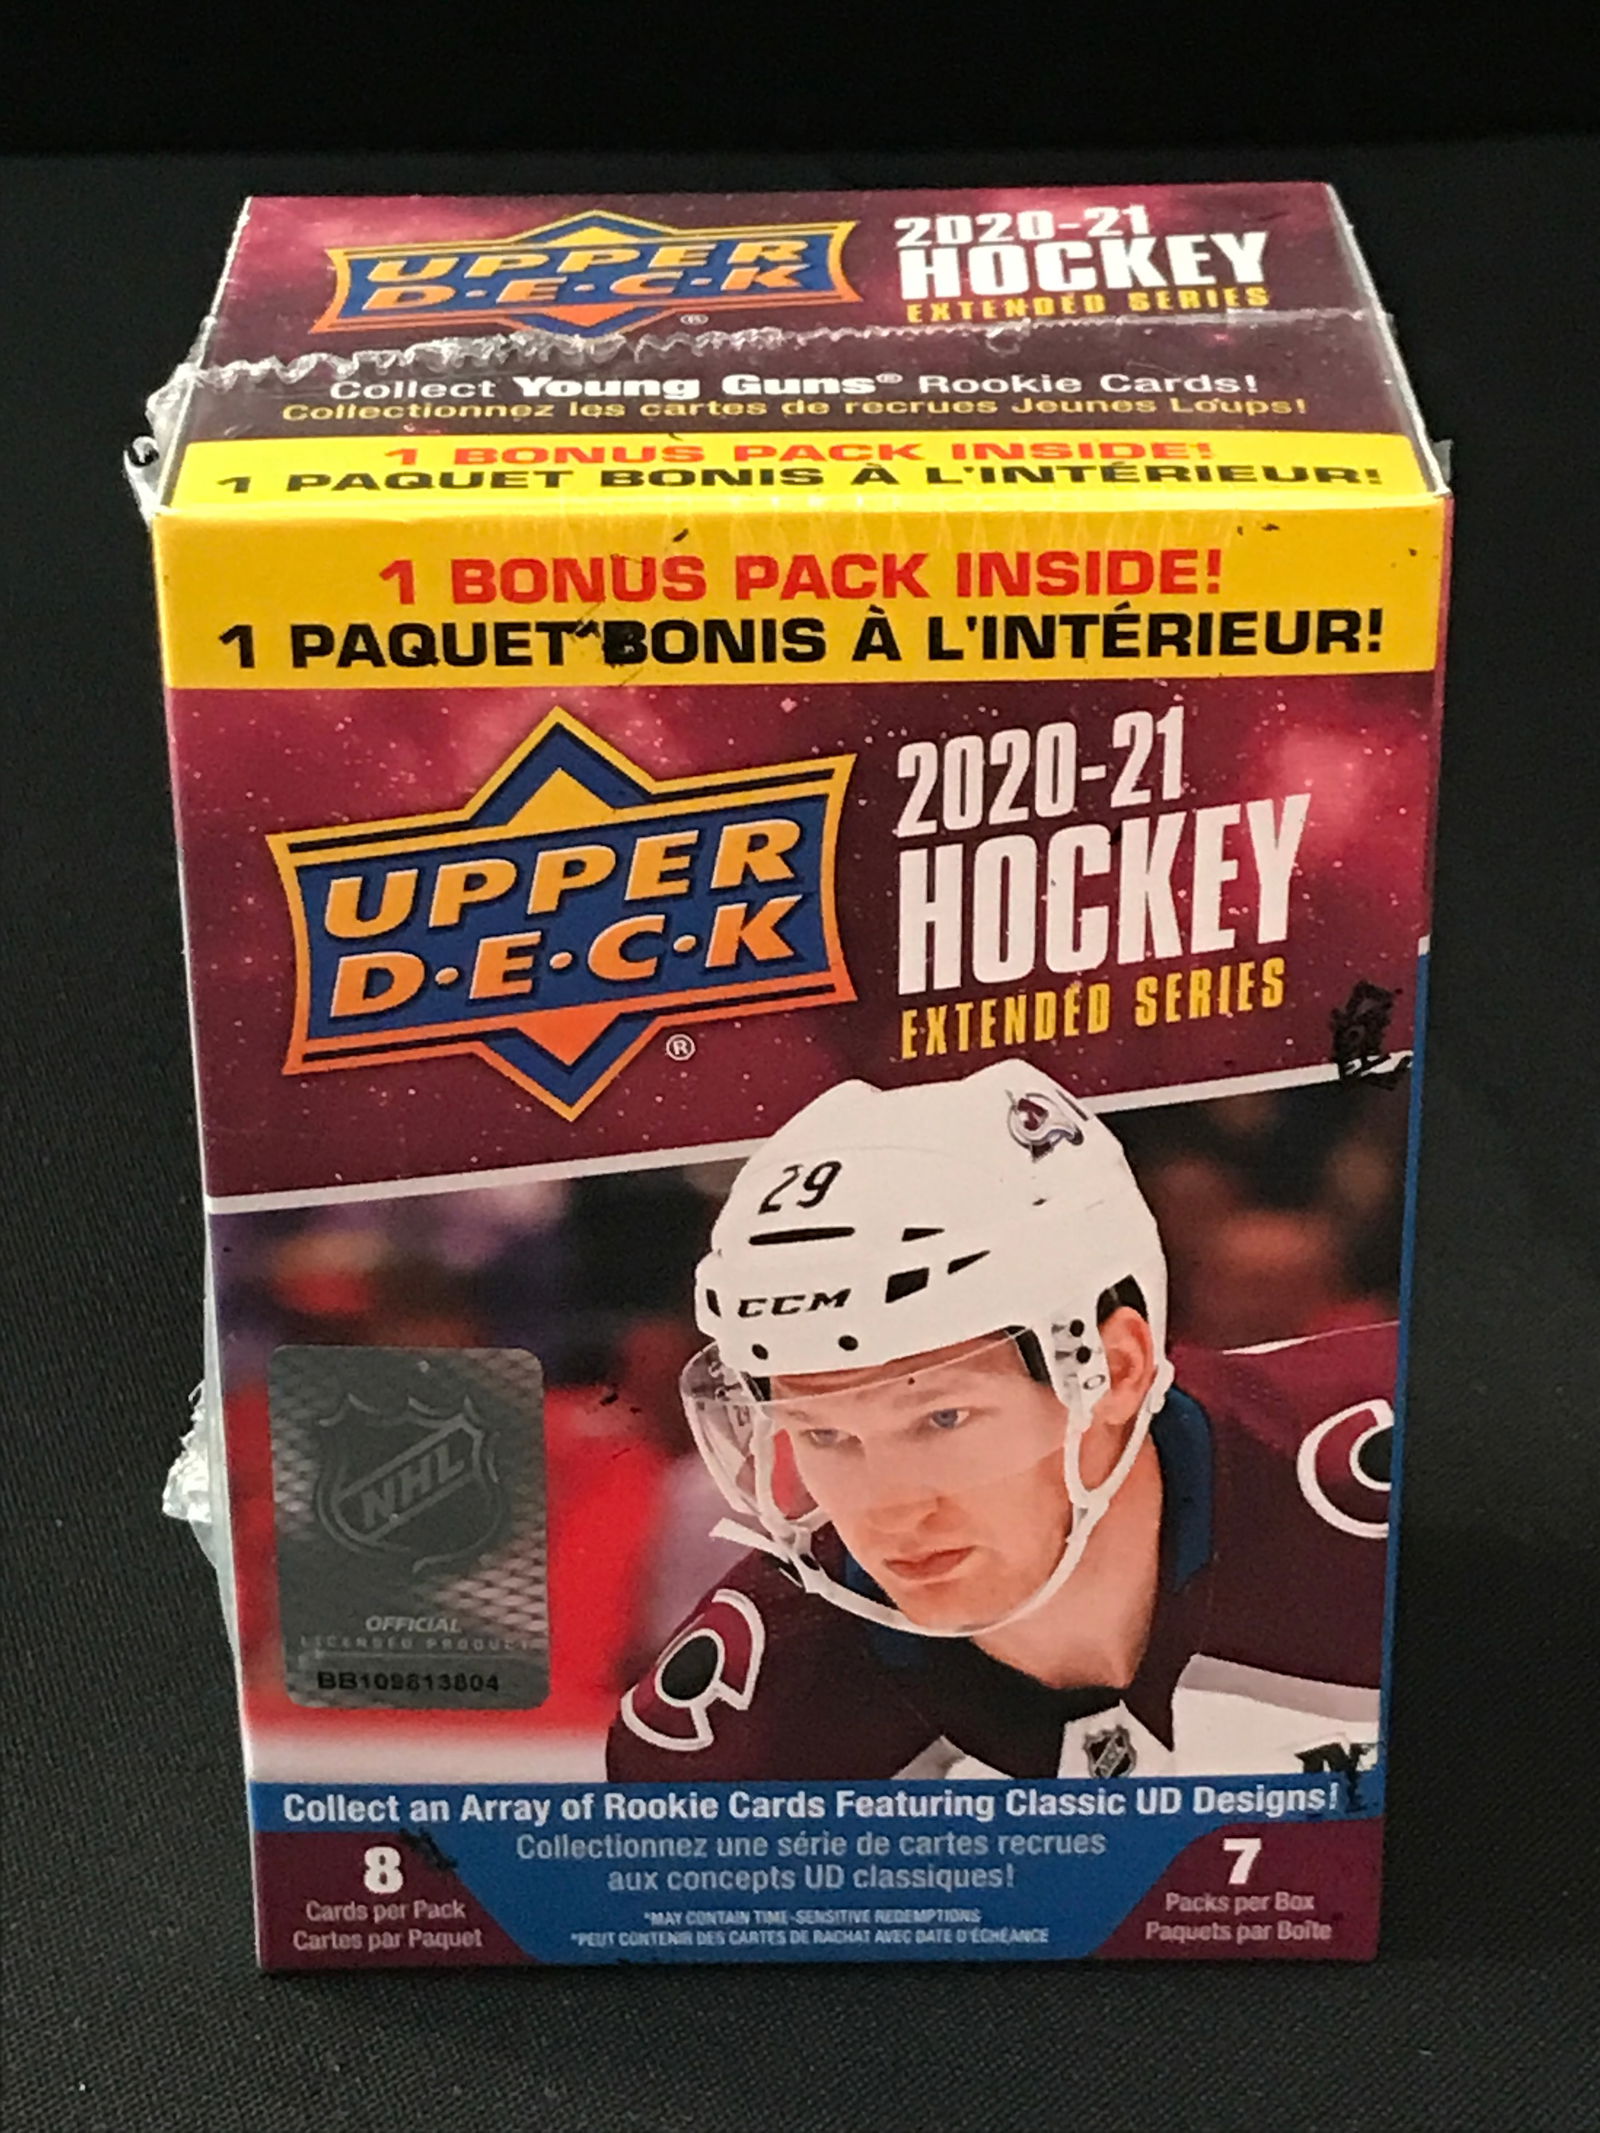 UPPER
D·E·C·K
®
2020-21
HOCKEY
EXTENDED SERIES
Collect Young Guns® Rookie Cards!
Collectionnez les cartes de recrues Jeunes Loups!
1 BONUS PACK INSIDE!
1 PAQUET BONIS À L'INTÉRIEUR!
1 BONUS PACK INSIDE!
1 PAQUET BONIS À L'INTÉRIEUR!
UPPER
D·E·C·K
®
2020-21
HOCKEY
EXTENDED SERIES
29
CCM
NHL
OFFICIAL
LICENSED PRODUCT
BB109813804
NHL
Collect an Array of Rookie Cards Featuring Classic UD Designs!
Collectionnez une série de cartes recrues
aux concepts UD classiques!
*MAY CONTAIN TIME-SENSITIVE REDEMPTIONS
*PEUT CONTENIR DES CARTES DE RACHAT AVEC DATE D'ÉCHÉANCE
8
Cards per Pack
Cartes par Paquet
7
Packs per Box
Paquets par Boîte